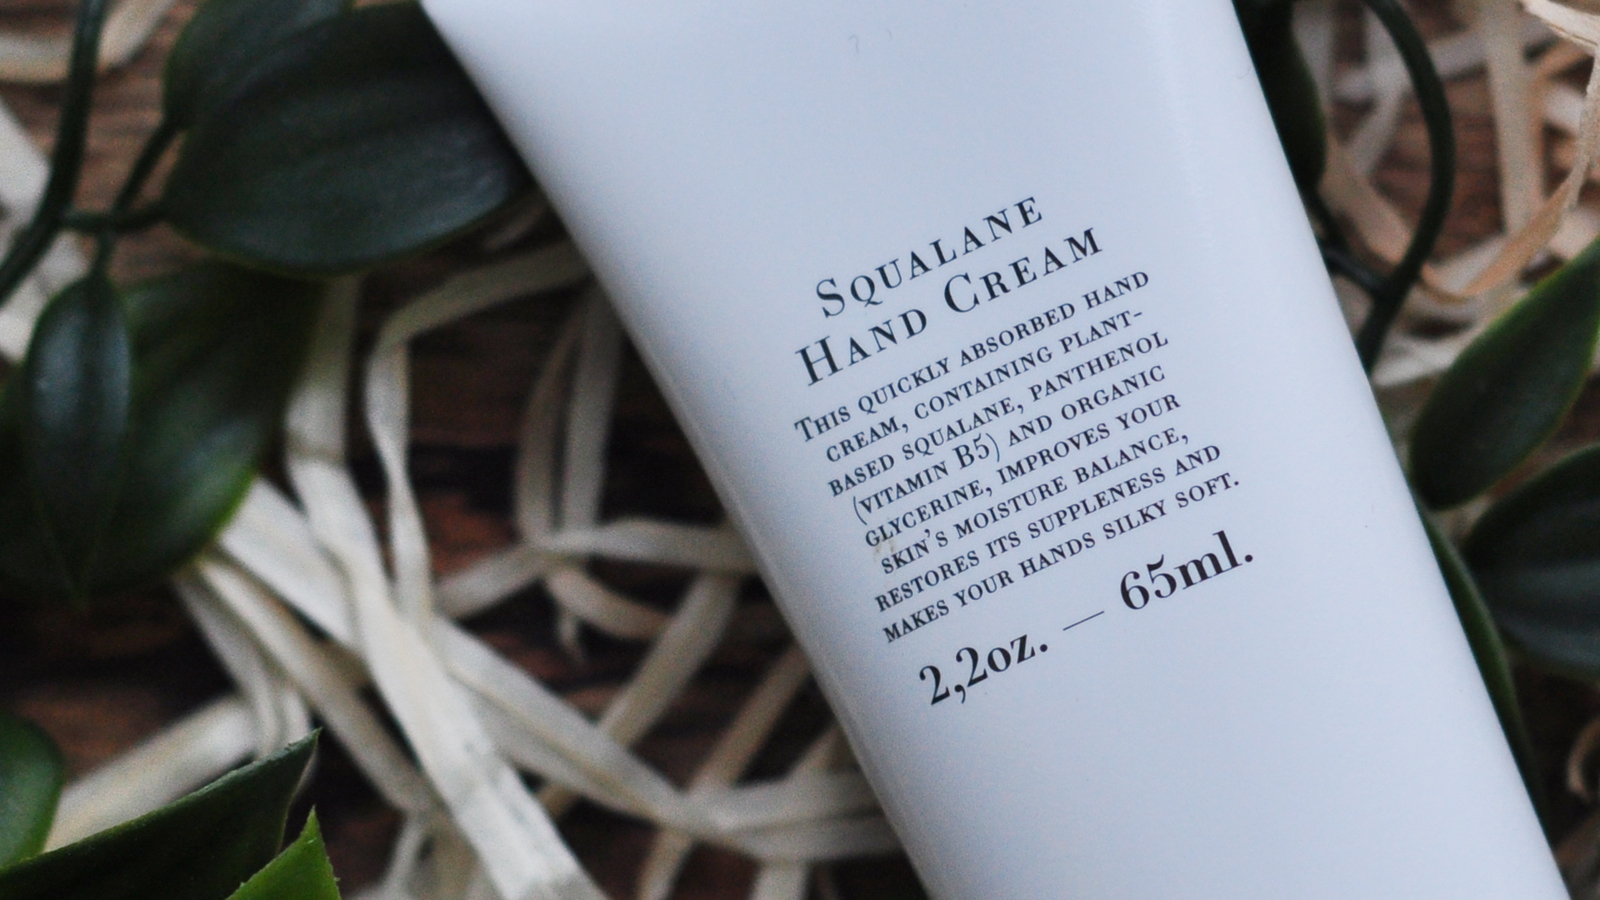 Squalane
Hand Cream
This quickly absorbed hand
cream, containing plant-
based squalane, panthenol
(vitamin B5) and organic
glycerine, improves your
skin's moisture balance,
restores its suppleness and
makes your hands silky soft.
2,2oz. — 65ml.